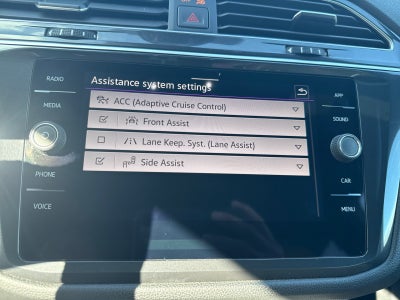 RADIO
MEDIA
PHONE
VOICE
Assistance system settings
ACC (Adaptive Cruise Control)
Front Assist
Lane Keep. Syst. (Lane Assist)
Side Assist
APP
SOUND
CAR
MENU